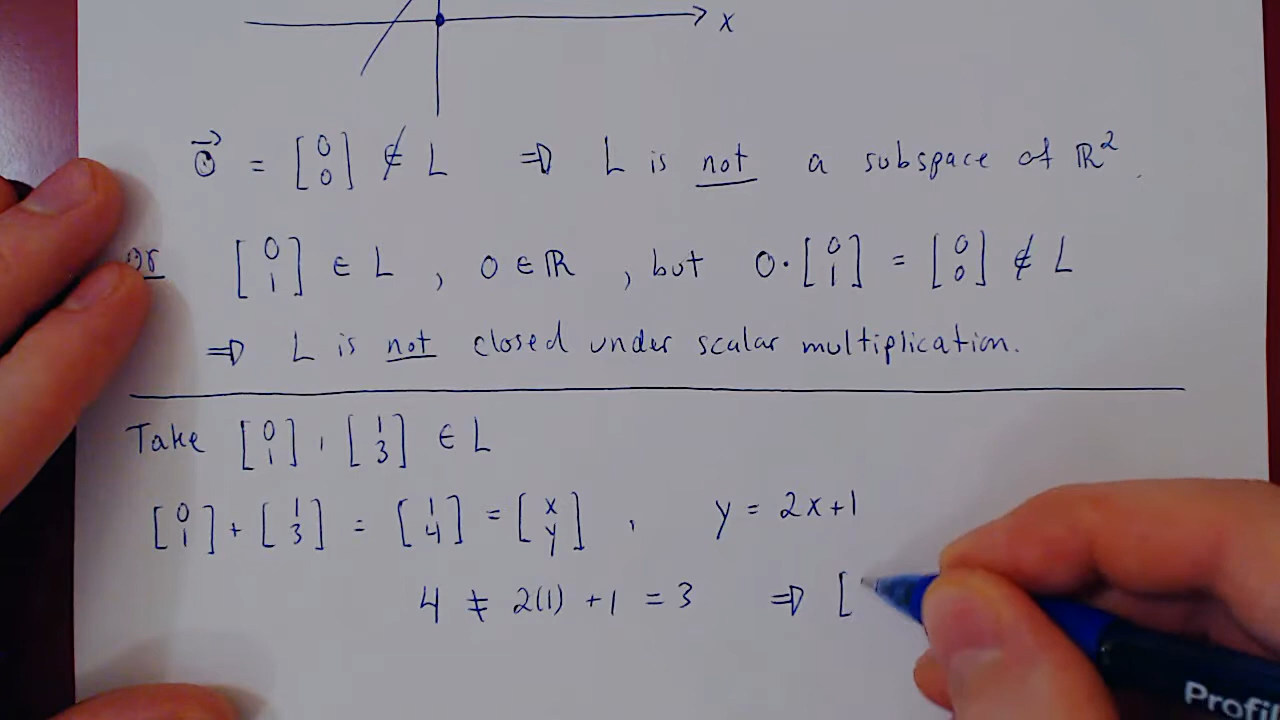 x
0⃗ = [0 0] ∉ L ⇒ L is not a subspace of ℝ².
or [0 1] ∈ L , 0 ∈ ℝ , but 0·[0 1] = [0 0] ∉ L
⇒ L is not closed under scalar multiplication.
Take [0 1] , [1 3] ∈ L
[0 1] + [1 3] = [1 4] = [x y] , y = 2x+1
4 ≠ 2(1) + 1 = 3 ⇒ [
Profi